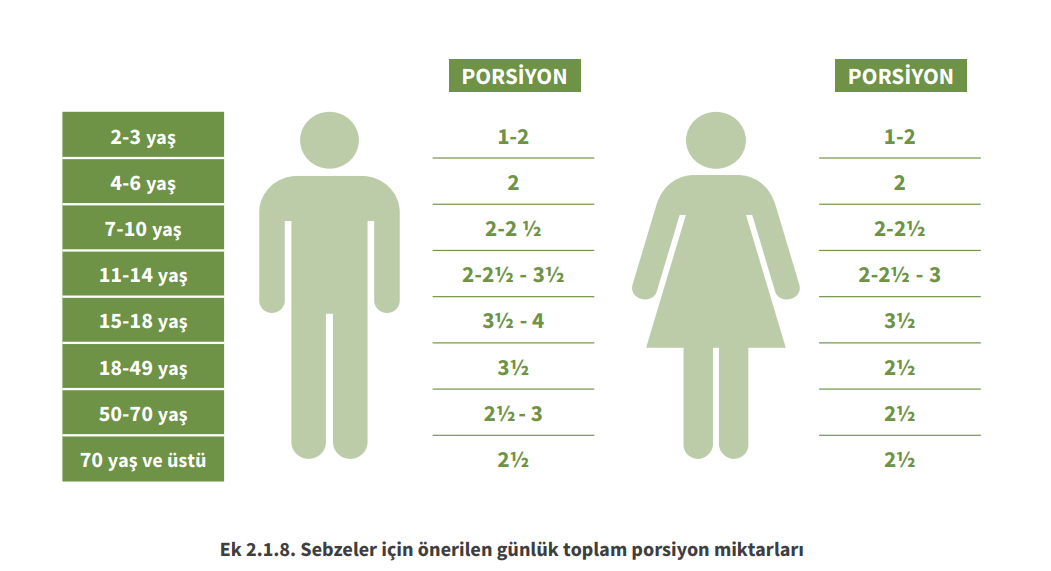 PORSİYON PORSİYON
2-3 yaş 1-2 1-2
4-6 yaş 2 2
7-10 yaş 2-2 ½ 2-2½
11-14 yaş 2-2½ - 3½ 2-2½ - 3
15-18 yaş 3½ - 4 3½
18-49 yaş 3½ 2½
50-70 yaş 2½ - 3 2½
70 yaş ve üstü 2½ 2½
Ek 2.1.8. Sebzeler için önerilen günlük toplam porsiyon miktarları